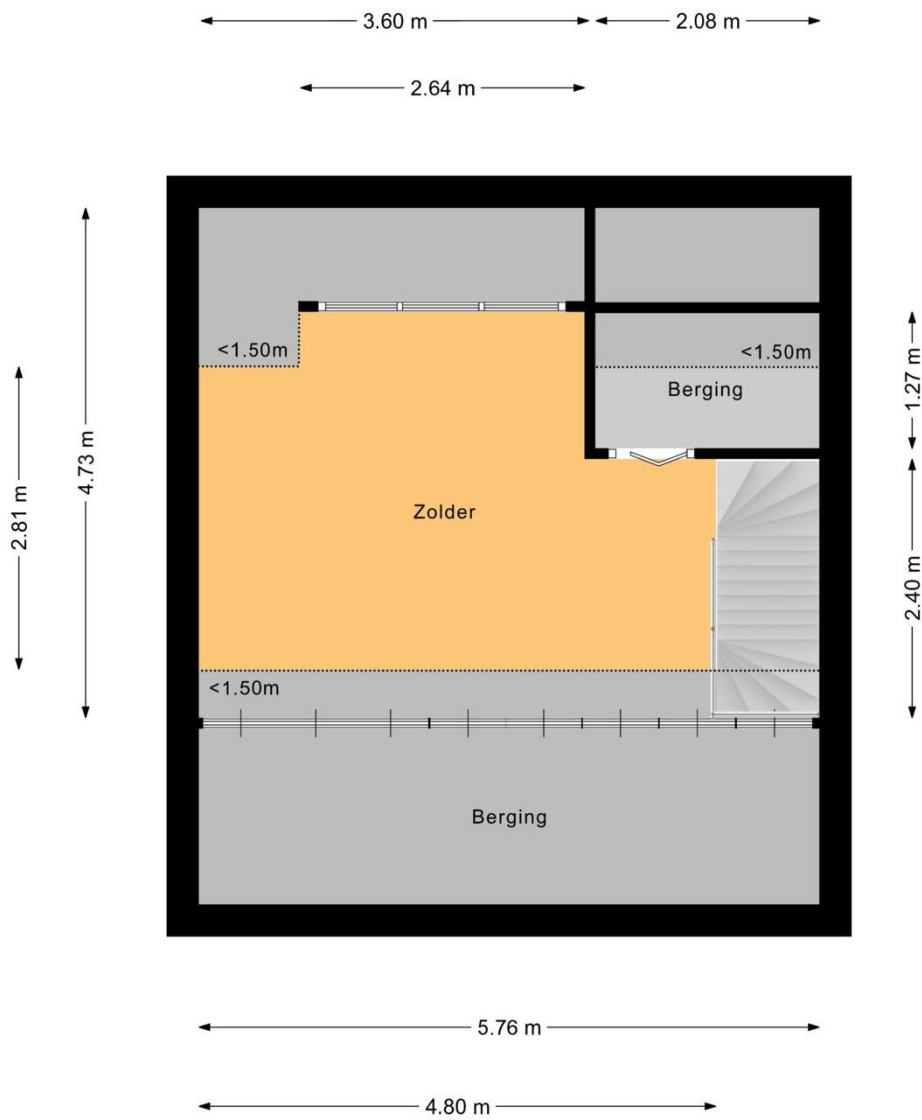 3.60 m
2.08 m
2.64 m
<1.50m
<1.50m
Berging
1.27 m
4.73 m
2.81 m
Zolder
2.40 m
<1.50m
Berging
5.76 m
4.80 m